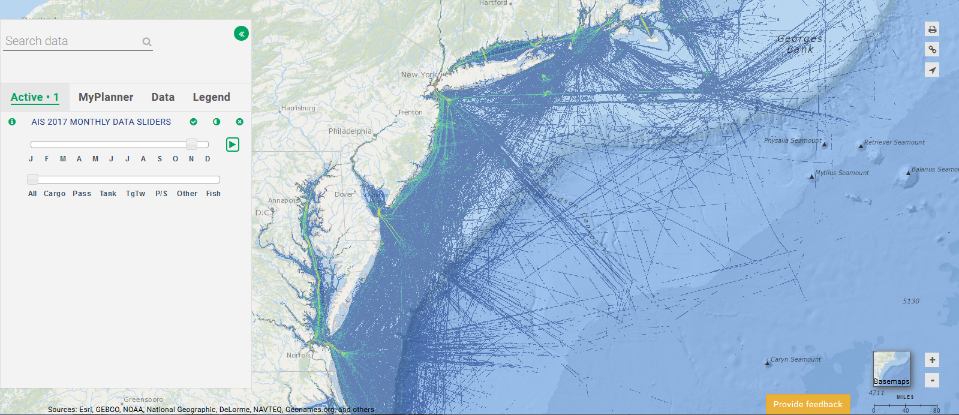 Search data
«
Active • 1 MyPlanner Data Legend
AIS 2017 MONTHLY DATA SLIDERS
J F M A M J J A S O N D
All Cargo Pass Tank TgTw P/S Other Fish
Hartford
New York
Georges
Bank
Harrisburg
Trenton
Philadelphia
Physalia Seamount
Retriever Seamount
Mytilus Seamount
Balanus Seamount
Dover
Annapolis
D.C.
5130
Norfolk
Caryn Seamount
Basemaps
+
-
4711
MILES
0 40 80
Greensboro
Provide feedback
Sources: Esri, GEBCO, NOAA, National Geographic, DeLorme, NAVTEQ, Geonames.org, and others